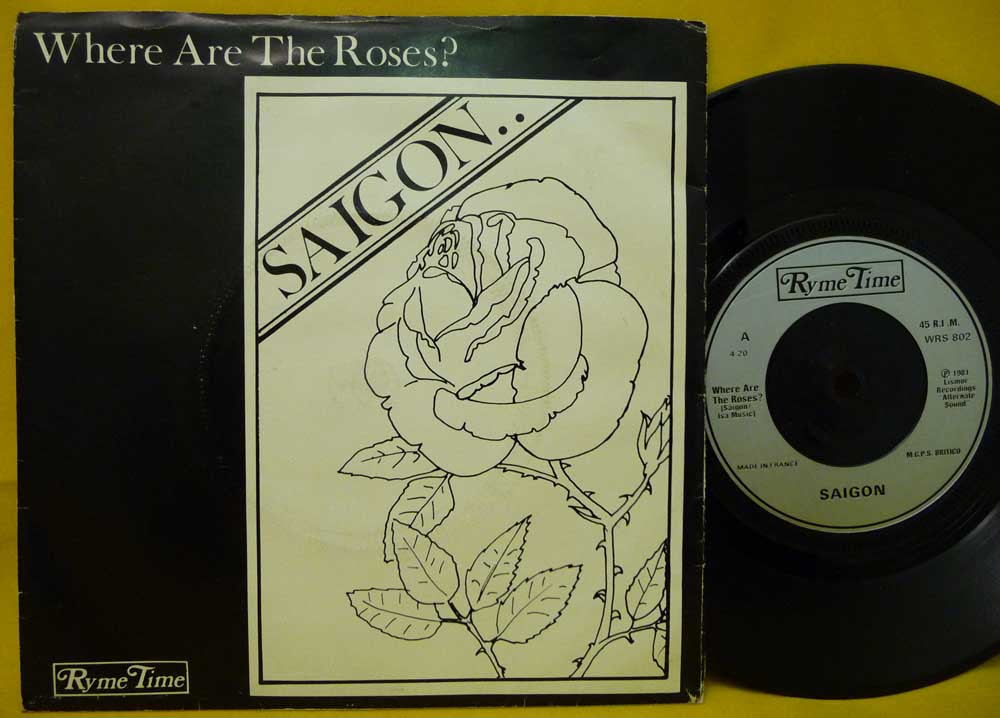 Where Are The Roses?
SAIGON..
Ryme Time
Ryme Time
A
4·20
45 R.P.M.
WRS 802
℗ 1981
Lismor
Recordings
"Alternate
Sound"
Where Are
The Roses?
(Saigon/
Isa Music)
MADE IN FRANCE
M.C.P.S. BRITICO
SAIGON